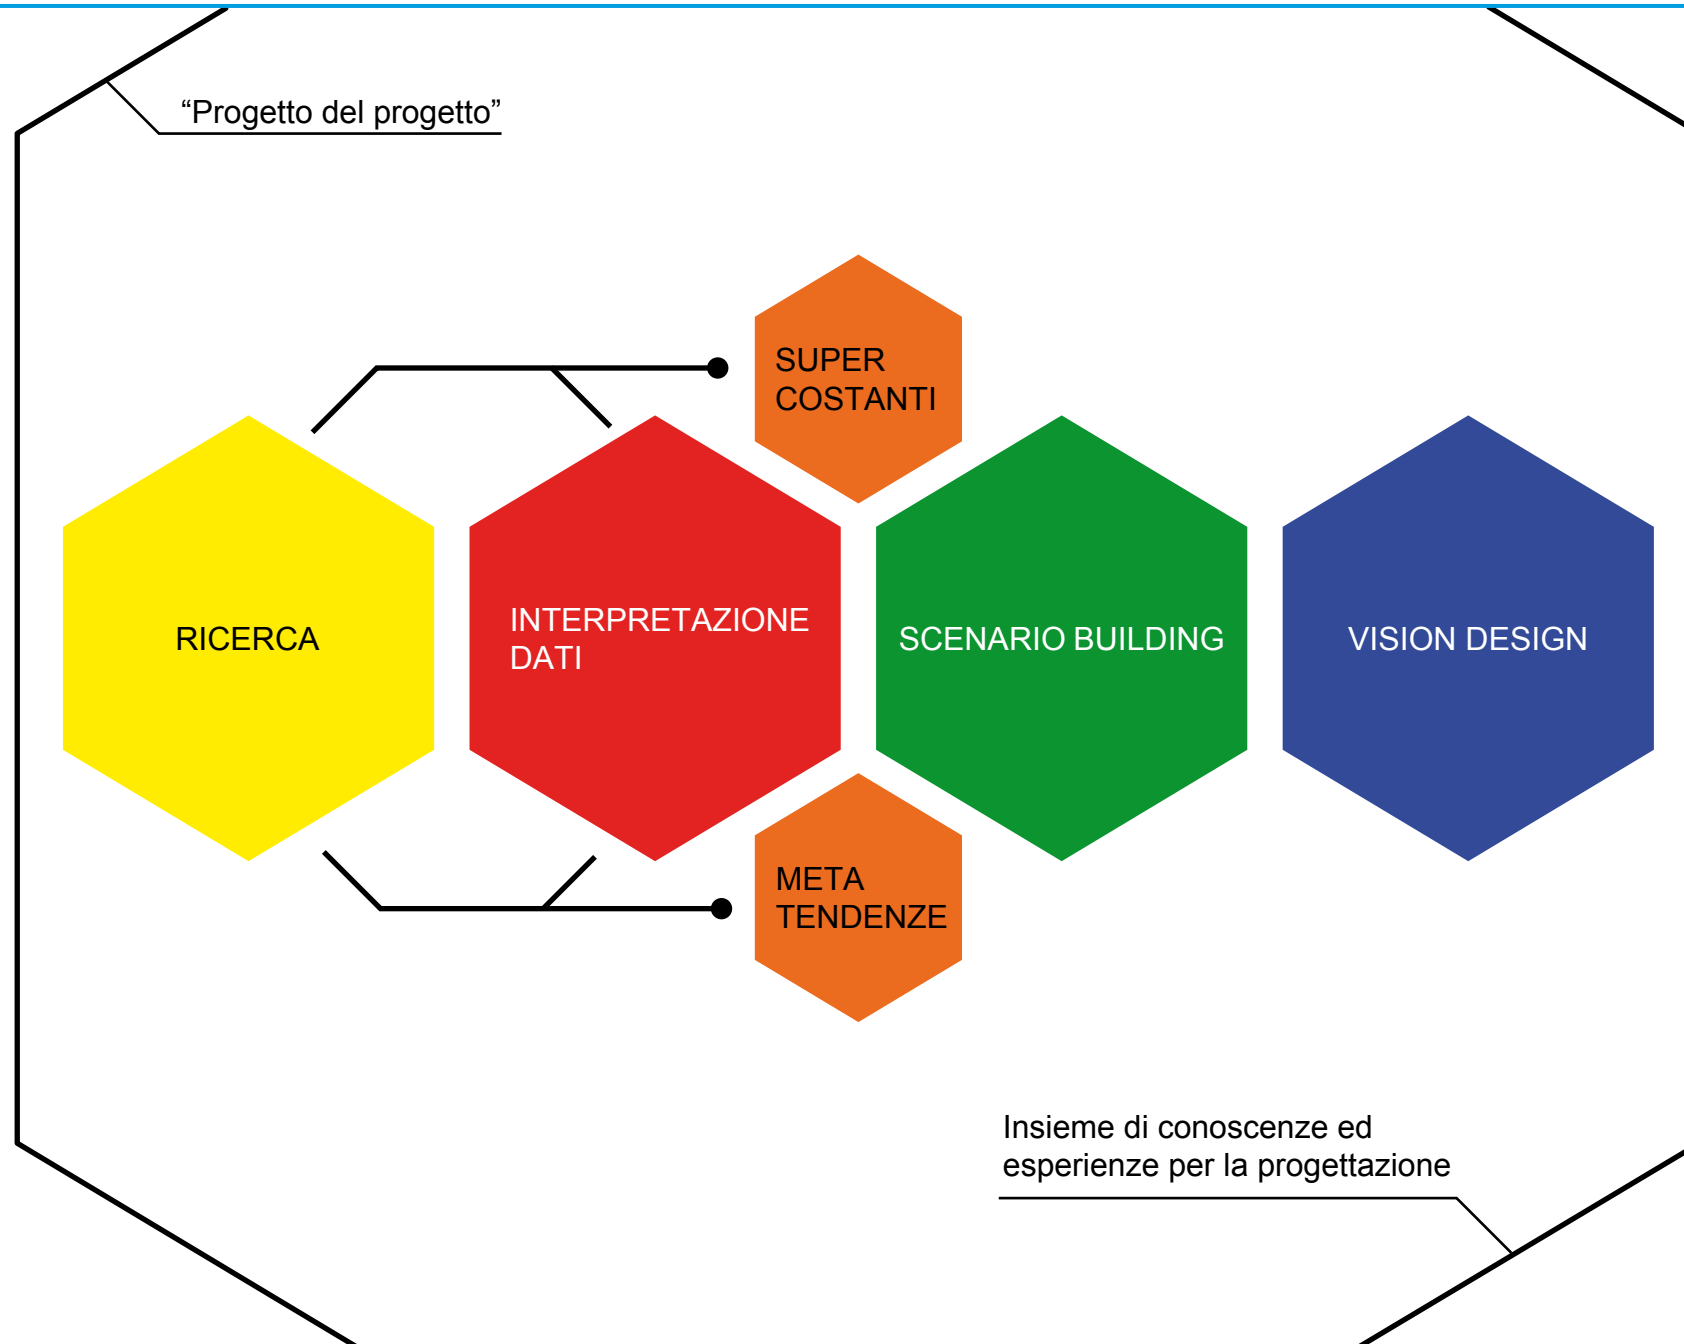 “Progetto del progetto”
SUPER
COSTANTI
RICERCA
INTERPRETAZIONE
DATI
SCENARIO BUILDING
VISION DESIGN
META
TENDENZE
Insieme di conoscenze ed
esperienze per la progettazione